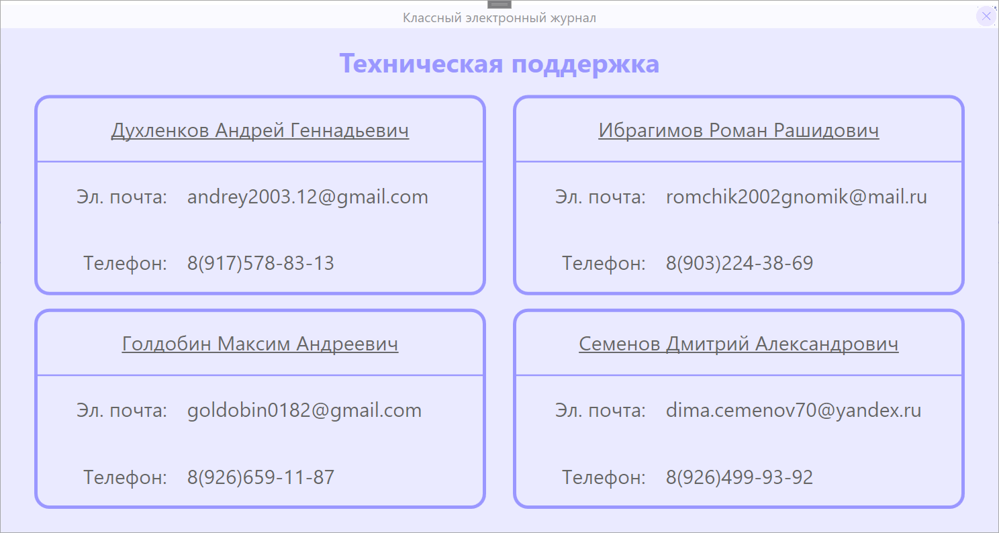 Классный электронный журнал
Техническая поддержка
Духленков Андрей Геннадьевич
Эл. почта: andrey2003.12@gmail.com
Телефон: 8(917)578-83-13
Ибрагимов Роман Рашидович
Эл. почта: romchik2002gnomik@mail.ru
Телефон: 8(903)224-38-69
Голдобин Максим Андреевич
Эл. почта: goldobin0182@gmail.com
Телефон: 8(926)659-11-87
Семенов Дмитрий Александрович
Эл. почта: dima.cemenov70@yandex.ru
Телефон: 8(926)499-93-92